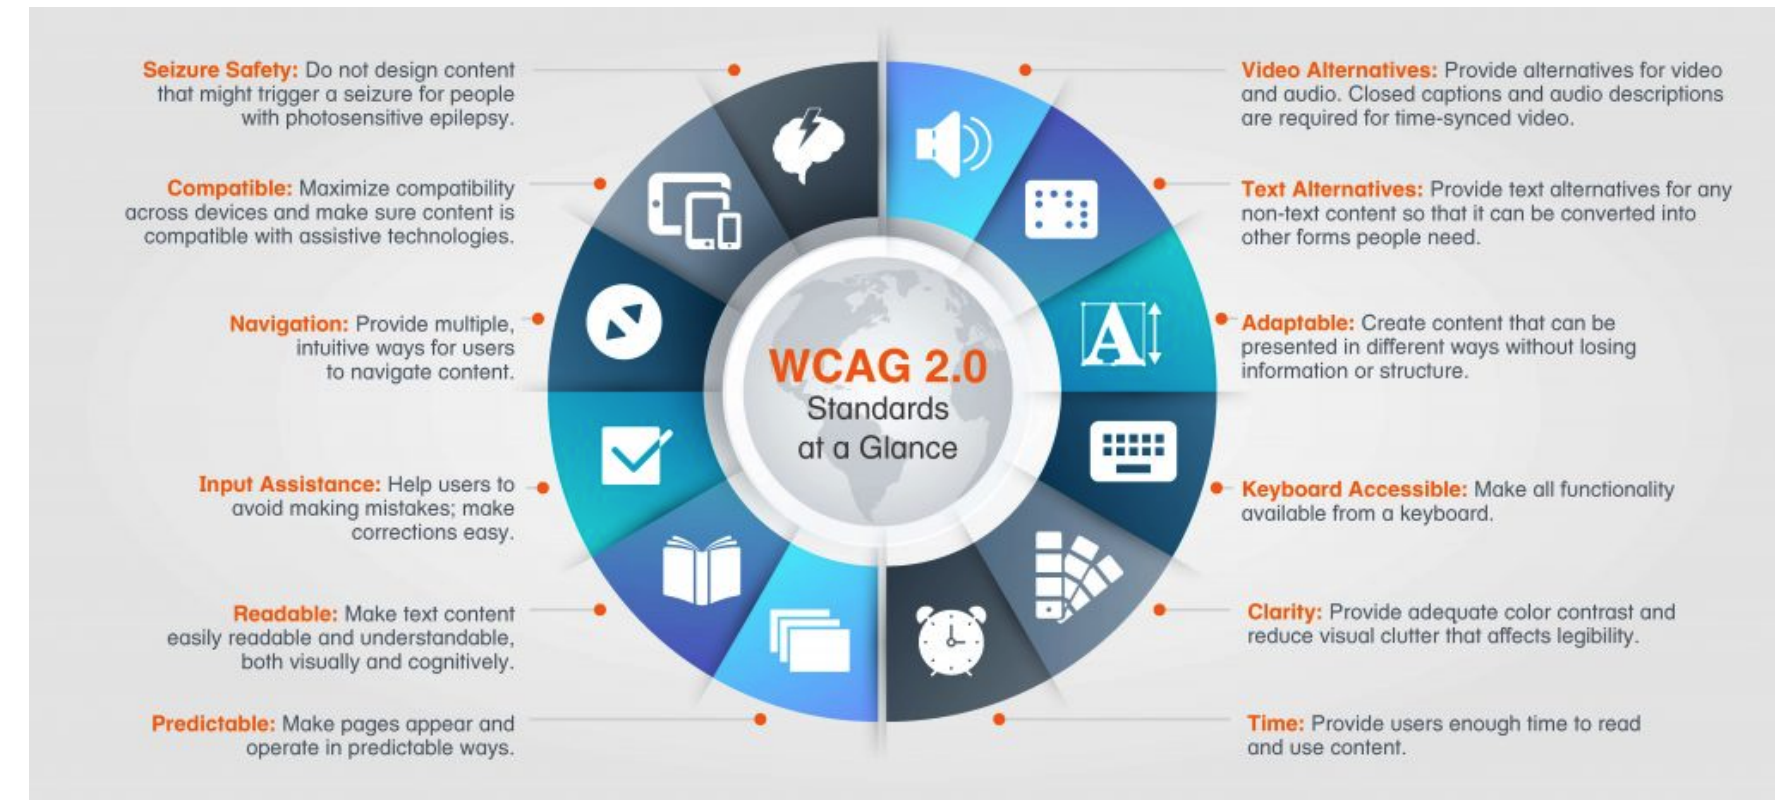 Seizure Safety: Do not design content
that might trigger a seizure for people
with photosensitive epilepsy.
Compatible: Maximize compatibility
across devices and make sure content is
compatible with assistive technologies.
Navigation: Provide multiple,
intuitive ways for users
to navigate content.
Input Assistance: Help users to
avoid making mistakes; make
corrections easy.
Readable: Make text content
easily readable and understandable,
both visually and cognitively.
Predictable: Make pages appear and
operate in predictable ways.
A
WCAG 2.0
Standards
at a Glance
Video Alternatives: Provide alternatives for video
and audio. Closed captions and audio descriptions
are required for time-synced video.
Text Alternatives: Provide text alternatives for any
non-text content so that it can be converted into
other forms people need.
Adaptable: Create content that can be
presented in different ways without losing
information or structure.
Keyboard Accessible: Make all functionality
available from a keyboard.
Clarity: Provide adequate color contrast and
reduce visual clutter that affects legibility.
Time: Provide users enough time to read
and use content.